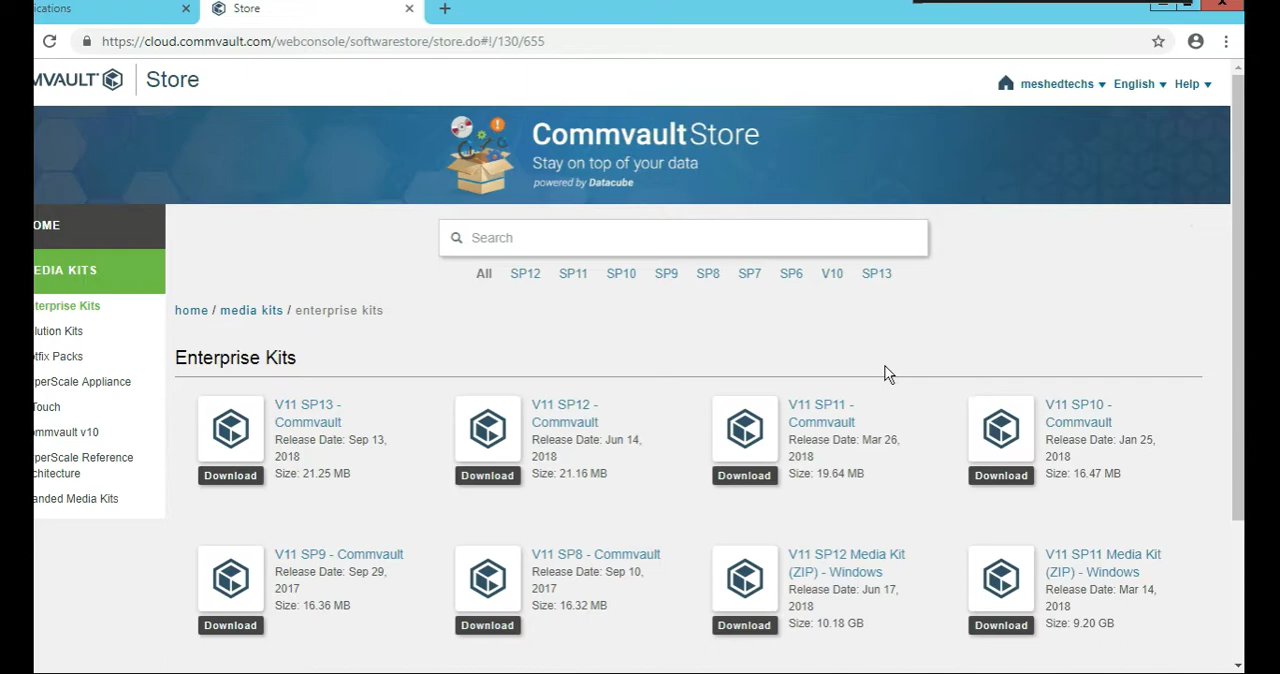 ications
Store
https://cloud.commvault.com/webconsole/softwarestore/store.do#!/130/655
MVAULT
Store
meshedtechs
English
Help
Commvault Store
Stay on top of your data
powered by Datacube
OME
EDIA KITS
terprise Kits
lution Kits
otfix Packs
perScale Appliance
Touch
ommvault v10
perScale Reference
rchitecture
anded Media Kits
Search
All SP12 SP11 SP10 SP9 SP8 SP7 SP6 V10 SP13
home / media kits / enterprise kits
Enterprise Kits
V11 SP13 -
Commvault
Release Date: Sep 13,
2018
Size: 21.25 MB
Download
V11 SP12 -
Commvault
Release Date: Jun 14,
2018
Size: 21.16 MB
Download
V11 SP11 -
Commvault
Release Date: Mar 26,
2018
Size: 19.64 MB
Download
V11 SP10 -
Commvault
Release Date: Jan 25,
2018
Size: 16.47 MB
Download
V11 SP9 - Commvault
Release Date: Sep 29,
2017
Size: 16.36 MB
Download
V11 SP8 - Commvault
Release Date: Sep 10,
2017
Size: 16.32 MB
Download
V11 SP12 Media Kit
(ZIP) - Windows
Release Date: Jun 17,
2018
Size: 10.18 GB
Download
V11 SP11 Media Kit
(ZIP) - Windows
Release Date: Mar 14,
2018
Size: 9.20 GB
Download